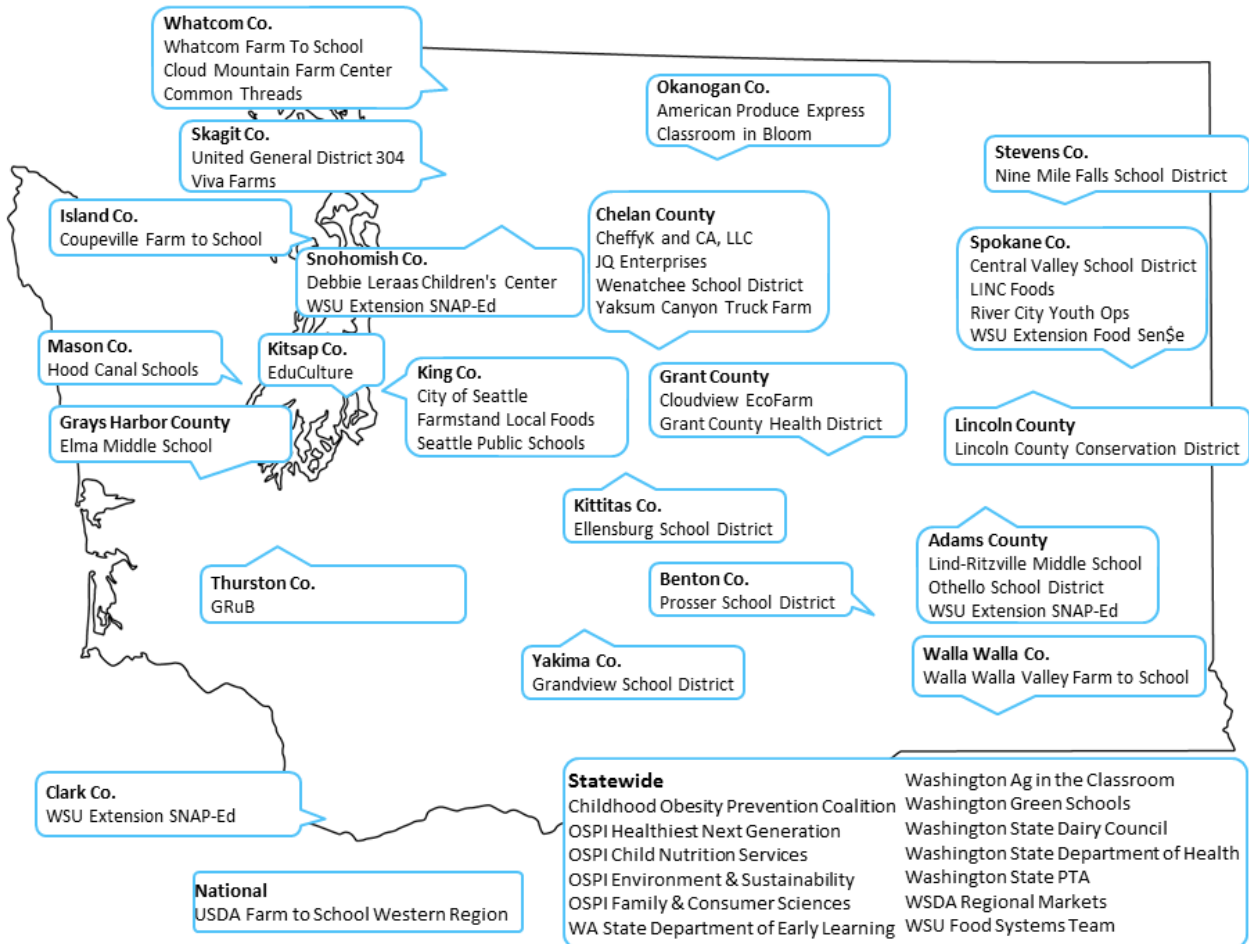 Whatcom Co.
Whatcom Farm To School
Cloud Mountain Farm Center
Common Threads
Okanogan Co.
American Produce Express
Classroom in Bloom
Skagit Co.
United General District 304
Viva Farms
Stevens Co.
Nine Mile Falls School District
Island Co.
Coupeville Farm to School
Chelan County
CheffyK and CA, LLC
JQ Enterprises
Wenatchee School District
Yaksum Canyon Truck Farm
Snohomish Co.
Debbie Leraas Children's Center
WSU Extension SNAP-Ed
Spokane Co.
Central Valley School District
LINC Foods
River City Youth Ops
WSU Extension Food Sen$e
Mason Co.
Hood Canal Schools
Kitsap Co.
EduCulture
King Co.
City of Seattle
Farmstand Local Foods
Seattle Public Schools
Grant County
Cloudview EcoFarm
Grant County Health District
Grays Harbor County
Elma Middle School
Lincoln County
Lincoln County Conservation District
Kittitas Co.
Ellensburg School District
Adams County
Lind-Ritzville Middle School
Othello School District
WSU Extension SNAP-Ed
Thurston Co.
GRuB
Benton Co.
Prosser School District
Yakima Co.
Grandview School District
Walla Walla Co.
Walla Walla Valley Farm to School
Clark Co.
WSU Extension SNAP-Ed
Statewide
Childhood Obesity Prevention Coalition
OSPI Healthiest Next Generation
OSPI Child Nutrition Services
OSPI Environment & Sustainability
OSPI Family & Consumer Sciences
WA State Department of Early Learning
Washington Ag in the Classroom
Washington Green Schools
Washington State Dairy Council
Washington State Department of Health
Washington State PTA
WSDA Regional Markets
WSU Food Systems Team
National
USDA Farm to School Western Region